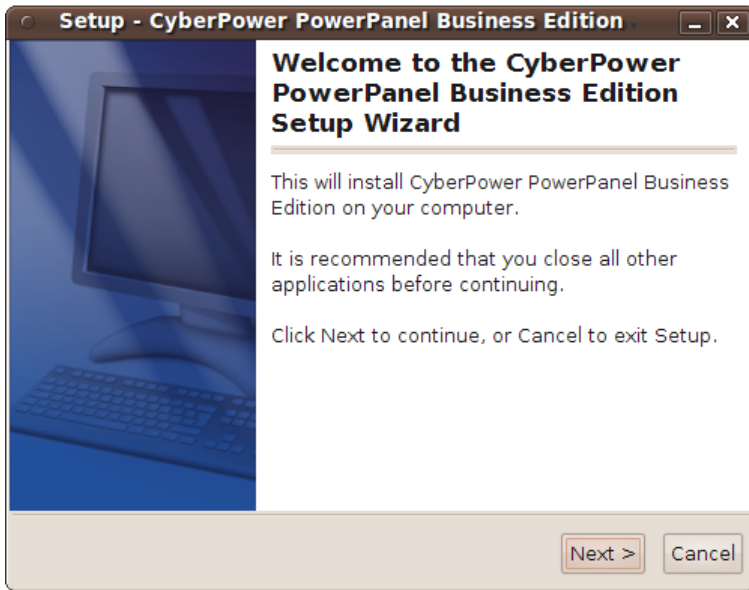 Setup - CyberPower PowerPanel Business Edition
Welcome to the CyberPower
PowerPanel Business Edition
Setup Wizard
This will install CyberPower PowerPanel Business
Edition on your computer.
It is recommended that you close all other
applications before continuing.
Click Next to continue, or Cancel to exit Setup.
Next >
Cancel